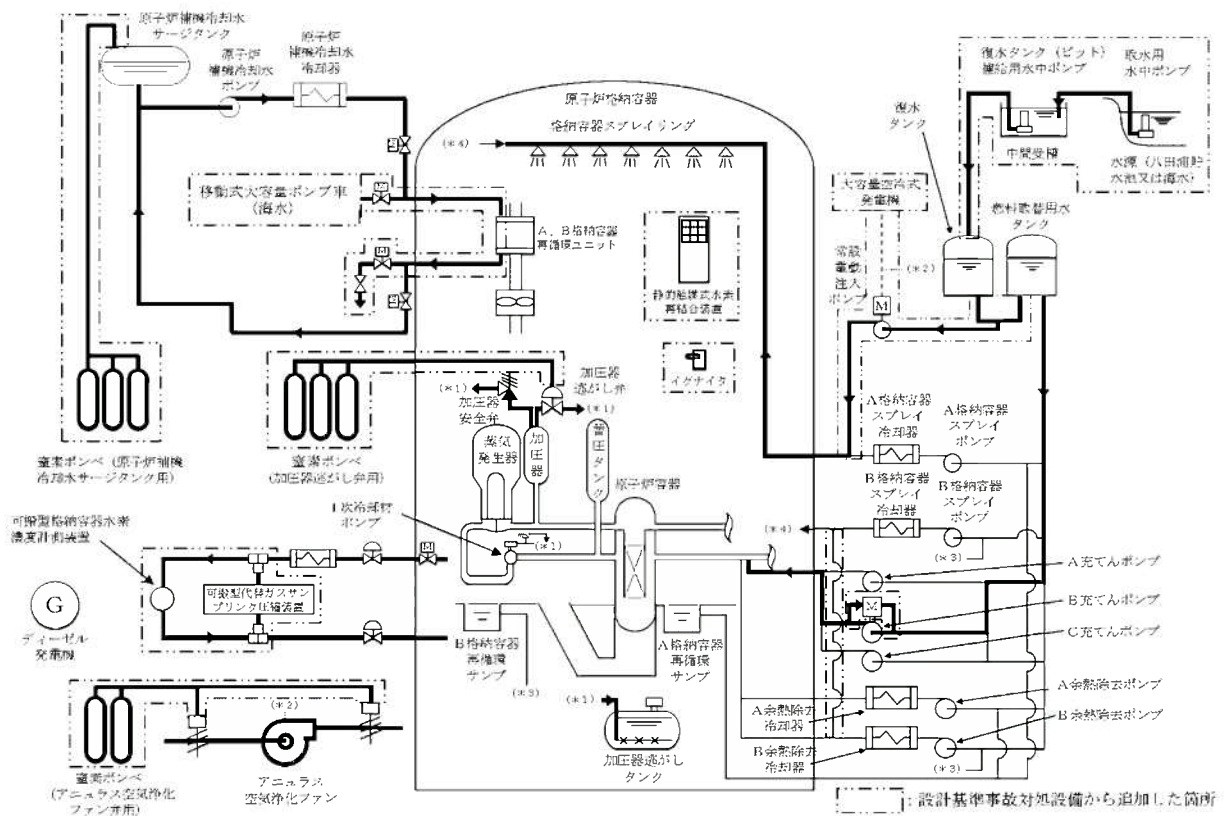 原子炉補機冷却水
サージタンク
原子炉
補機冷却水
ポンプ
原子炉
補機冷却水
冷却器
移動式大容量ポンプ車
(海水)
窒素ボンベ(原子炉補機
冷却水サージタンク用)
窒素ボンベ
(加圧器逃がし弁用)
原子炉格納容器
格納容器スプレイリング
(*4)
A、B格納容器
再循環ユニット
静的触媒式水素
再結合装置
イグナイタ
(*1)
加圧器
安全弁
加圧器
逃がし弁
(*1)
蒸気
発生器
加
圧
器
蓄
圧
タ
ン
ク
原子炉容器
1次冷却材
ポンプ
(*1)
B格納容器
再循環
サンプ
(*3)
A格納容器
再循環
サンプ
(*1)
加圧器逃がし
タンク
復水タンク(ピット)
補給用水中ポンプ
取水用
水中ポンプ
復水
タンク
中間受槽
水源(八田浦貯
水池又は海水)
大容量空冷式
発電機
燃料取替用水
タンク
常設
電動
注入
ポンプ
(*2)
M
A格納容器
スプレイ
冷却器
A格納容器
スプレイ
ポンプ
B格納容器
スプレイ
冷却器
B格納容器
スプレイ
ポンプ
(*4)
(*3)
A充てんポンプ
M
B充てんポンプ
C充てんポンプ
A余熱除去ポンプ
A余熱除去
冷却器
B余熱除去ポンプ
B余熱除去
冷却器
(*3)
可搬型格納容器水素
濃度計測装置
可搬型代替ガスサン
プリング圧縮装置
M
G
ディーゼル
発電機
窒素ボンベ
(アニュラス空気浄化
ファン弁用)
(*2)
アニュラス
空気浄化ファン
:設計基準事故対処設備から追加した箇所